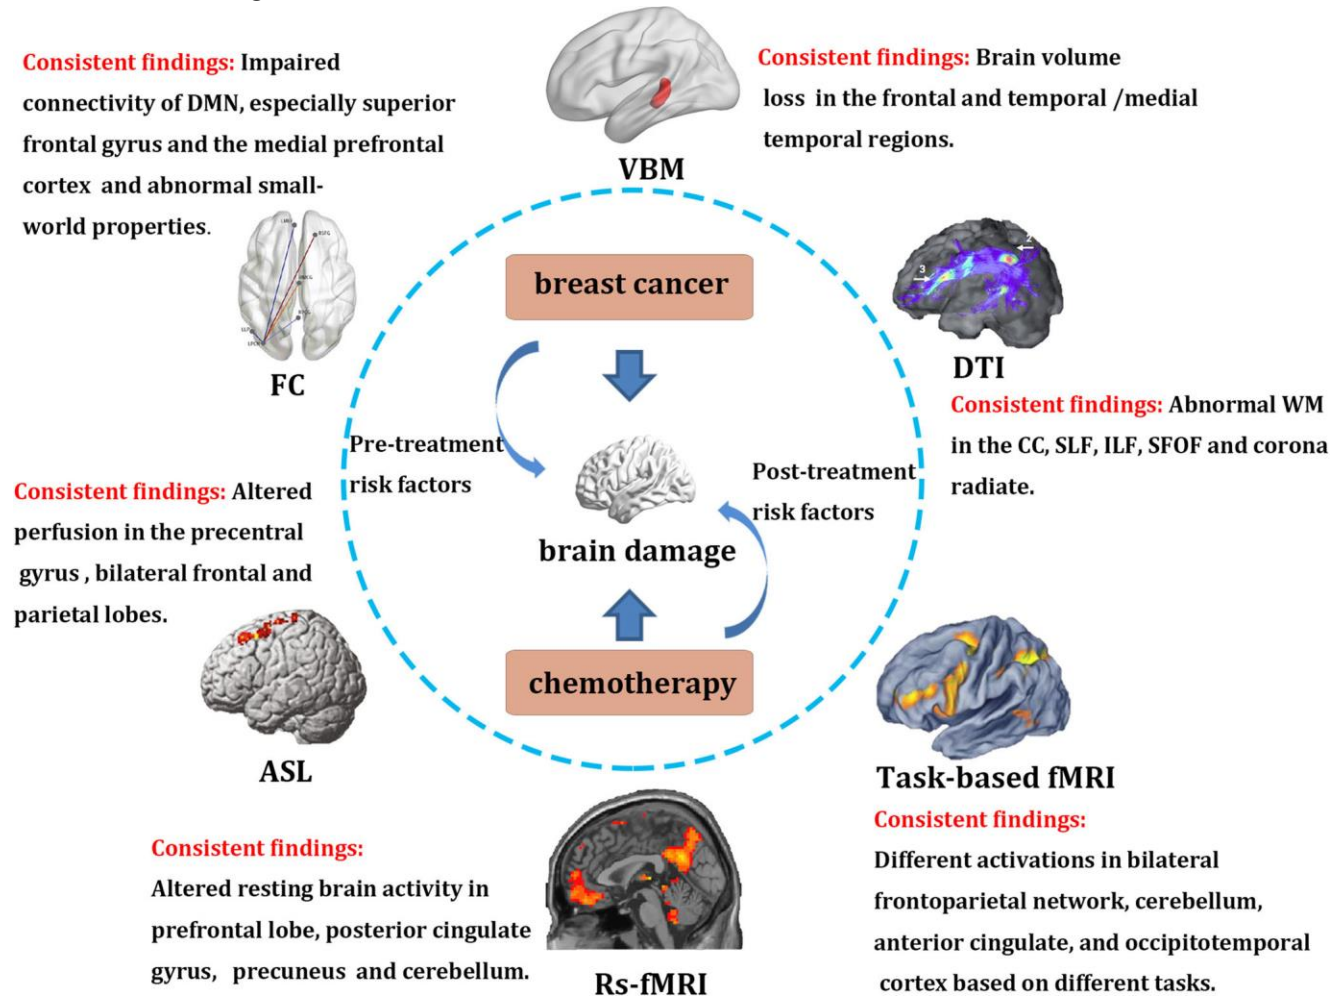 Consistent findings: Impaired
connectivity of DMN, especially superior
frontal gyrus and the medial prefrontal
cortex and abnormal small-
world properties.
FC
VBM
Consistent findings: Brain volume
loss in the frontal and temporal /medial
temporal regions.
3
2
DTI
Consistent findings: Abnormal WM
in the CC, SLF, ILF, SFOF and corona
radiate.
breast cancer
Pre-treatment
risk factors
Post-treatment
risk factors
brain damage
chemotherapy
Consistent findings: Altered
perfusion in the precentral
gyrus , bilateral frontal and
parietal lobes.
ASL
Task-based fMRI
Consistent findings:
Different activations in bilateral
frontoparietal network, cerebellum,
anterior cingulate, and occipitotemporal
cortex based on different tasks.
Consistent findings:
Altered resting brain activity in
prefrontal lobe, posterior cingulate
gyrus, precuneus and cerebellum.
Rs-fMRI